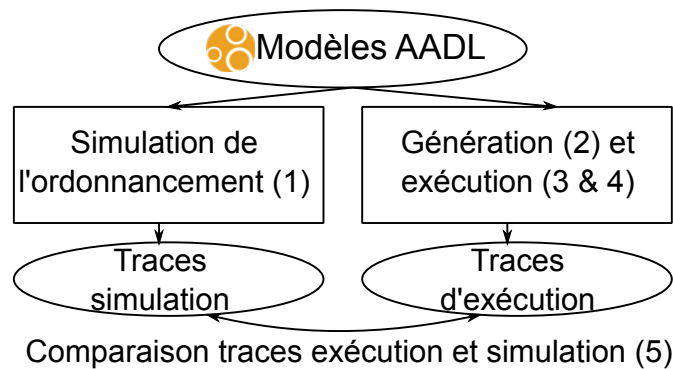 Modèles AADL
Simulation de
l'ordonnancement (1)
Génération (2) et
exécution (3 & 4)
Traces
simulation
Traces
d'exécution
Comparaison traces exécution et simulation (5)